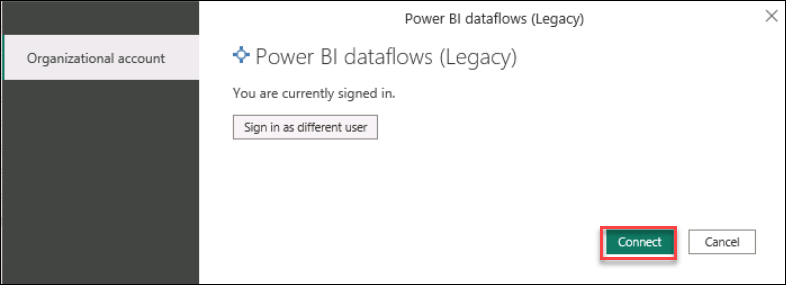 Power BI dataflows (Legacy)
Organizational account
Power BI dataflows (Legacy)
You are currently signed in.
Sign in as different user
Connect
Cancel